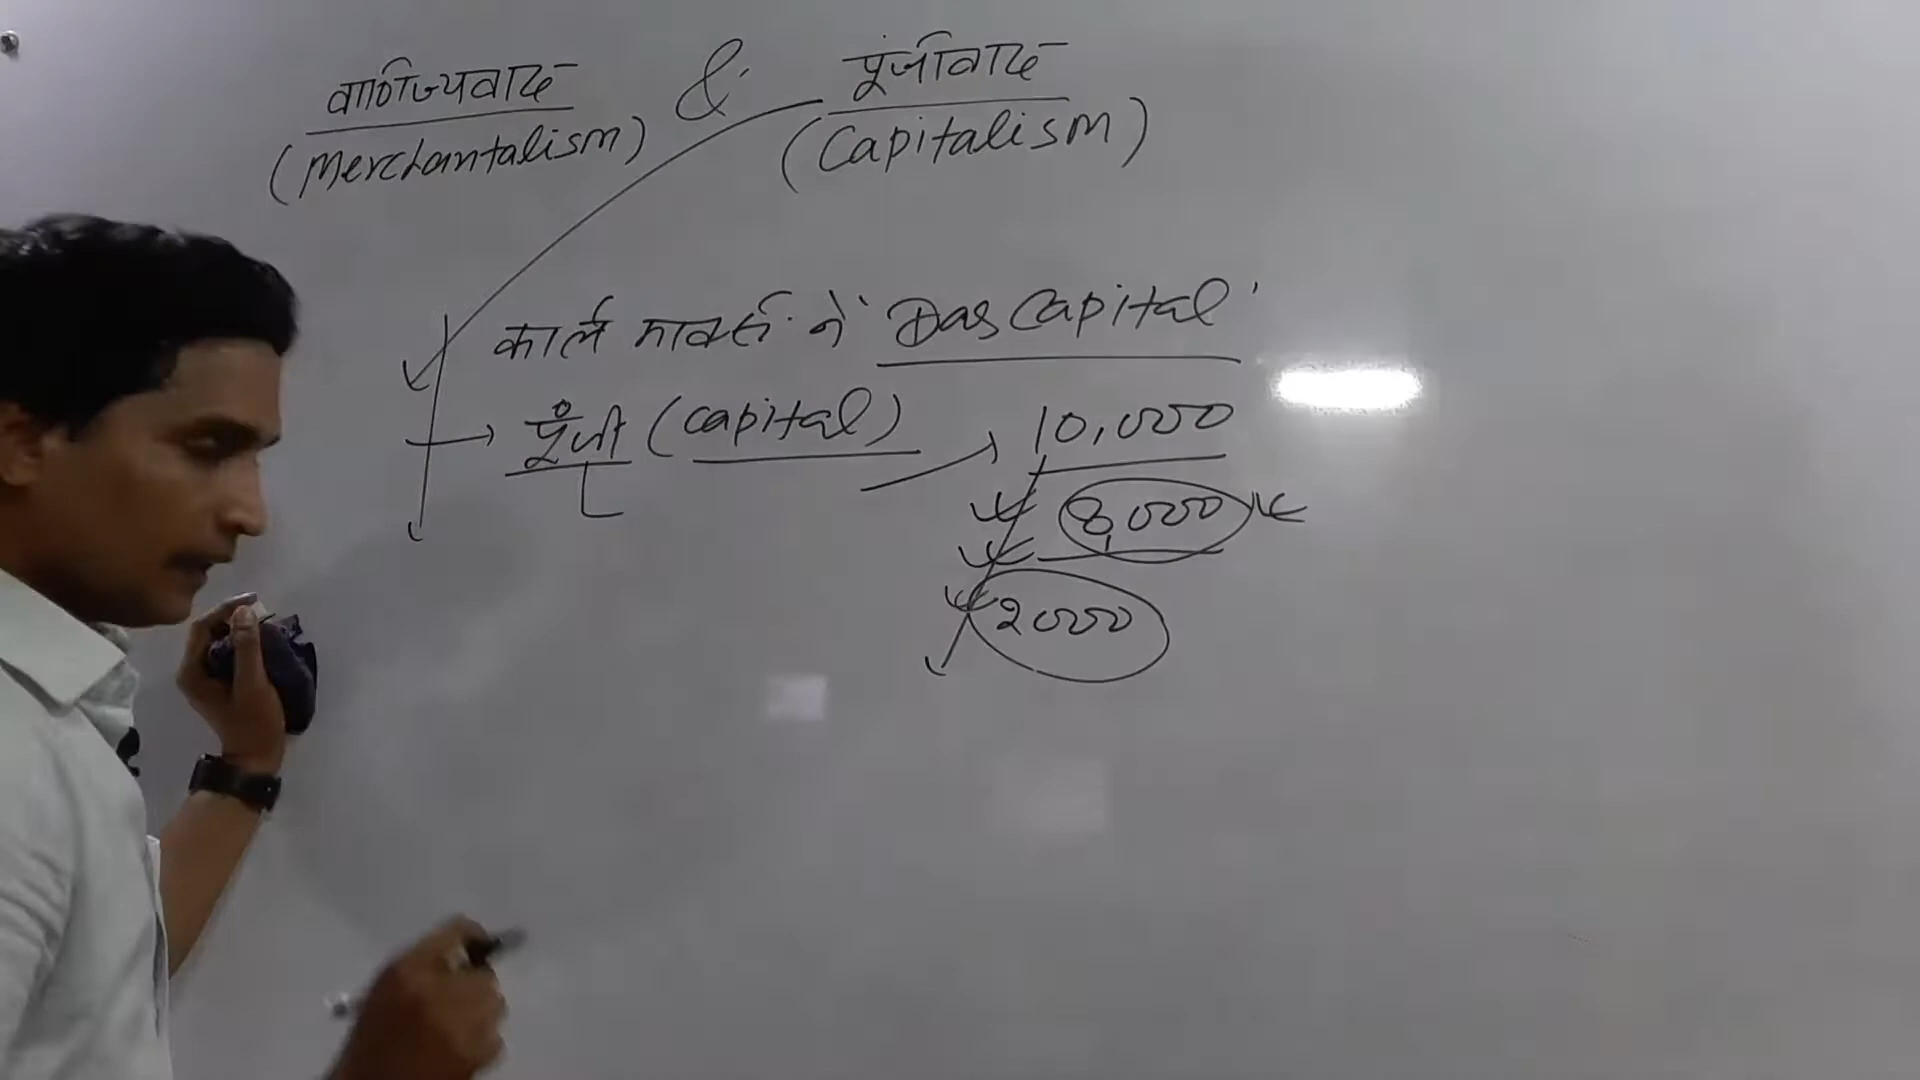 वाणिज्यवाद & पूंजीवाद
(Merchantalism) (Capitalism)
कार्ल मार्क्स ने 'Das Capital'
→ पूँजी (capital) → 10,000
8,000
2000